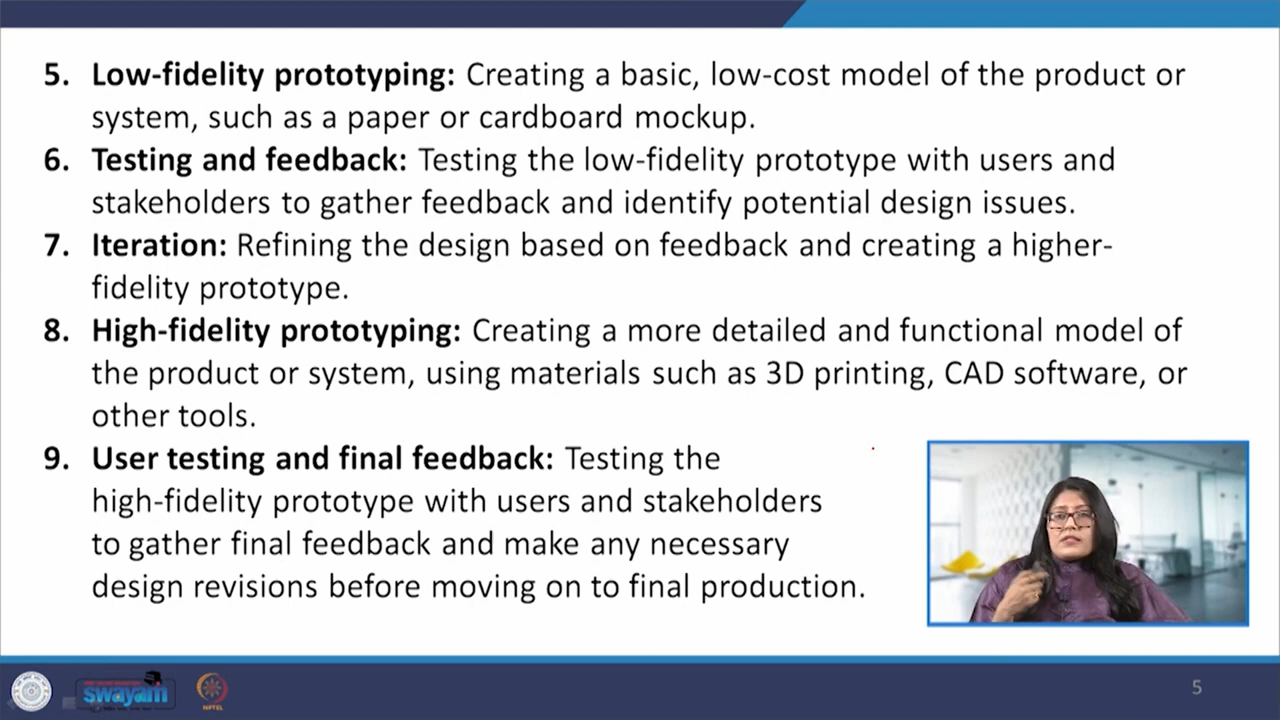 5. Low-fidelity prototyping: Creating a basic, low-cost model of the product or
system, such as a paper or cardboard mockup.
6. Testing and feedback: Testing the low-fidelity prototype with users and
stakeholders to gather feedback and identify potential design issues.
7. Iteration: Refining the design based on feedback and creating a higher-
fidelity prototype.
8. High-fidelity prototyping: Creating a more detailed and functional model of
the product or system, using materials such as 3D printing, CAD software, or
other tools.
9. User testing and final feedback: Testing the
high-fidelity prototype with users and stakeholders
to gather final feedback and make any necessary
design revisions before moving on to final production.
swayam
NPTEL
5